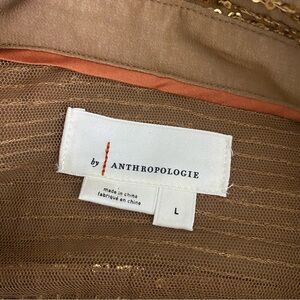 by ANTHROPOLOGIE
made in china
fabriqué en chine
L